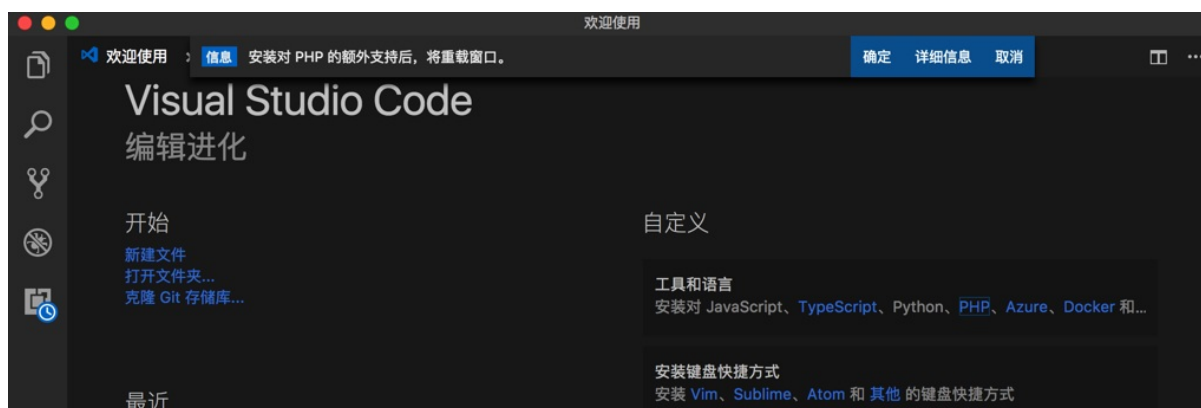 欢迎使用
欢迎使用
信息 安装对 PHP 的额外支持后，将重载窗口。 确定 详细信息 取消
Visual Studio Code
编辑进化
开始
新建文件
打开文件夹...
克隆 Git 存储库...
最近
自定义
工具和语言
安装对 JavaScript、TypeScript、Python、PHP、Azure、Docker 和...
安装键盘快捷方式
安装 Vim、Sublime、Atom 和 其他 的键盘快捷方式